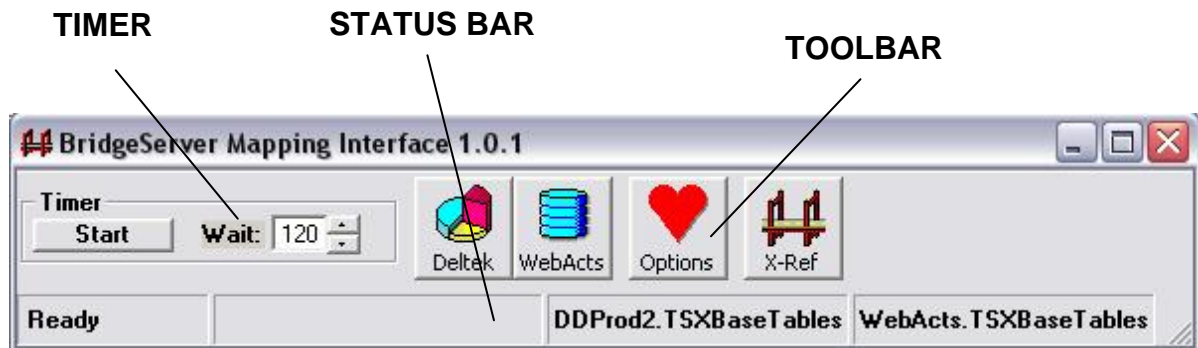 TIMER
STATUS BAR
TOOLBAR
BridgeServer Mapping Interface 1.0.1
Timer
Start Wait: 120
Deltek WebActs Options X-Ref
Ready DDProd2.TSXBaseTables WebActs.TSXBaseTables